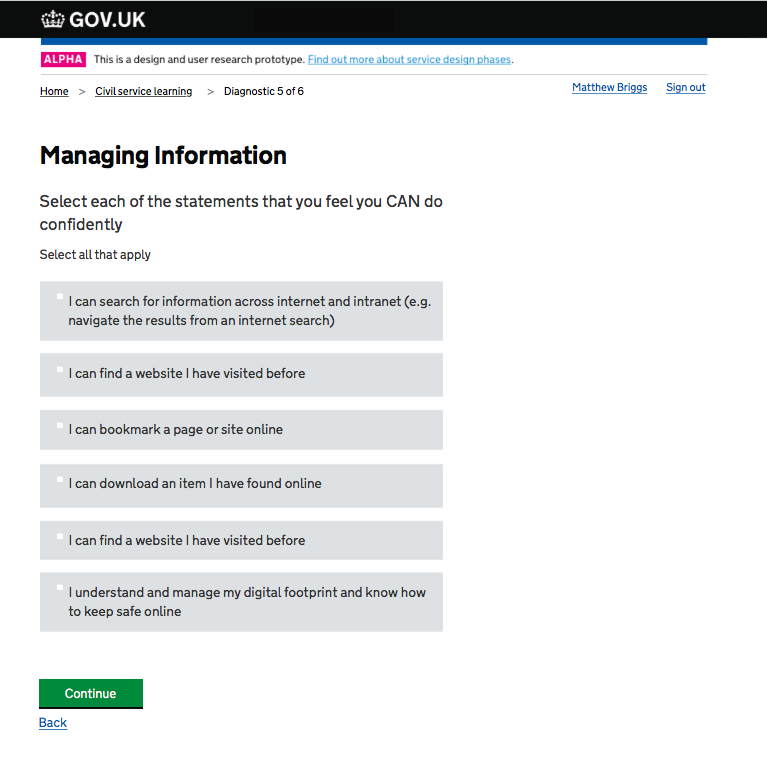 GOV.UK
ALPHA This is a design and user research prototype. Find out more about service design phases.
Home > Civil service learning > Diagnostic 5 of 6 Matthew Briggs Sign out
Managing Information
Select each of the statements that you feel you CAN do
confidently
Select all that apply
I can search for information across internet and intranet (e.g.
navigate the results from an internet search)
I can find a website I have visited before
I can bookmark a page or site online
I can download an item I have found online
I can find a website I have visited before
I understand and manage my digital footprint and know how
to keep safe online
Continue
Back